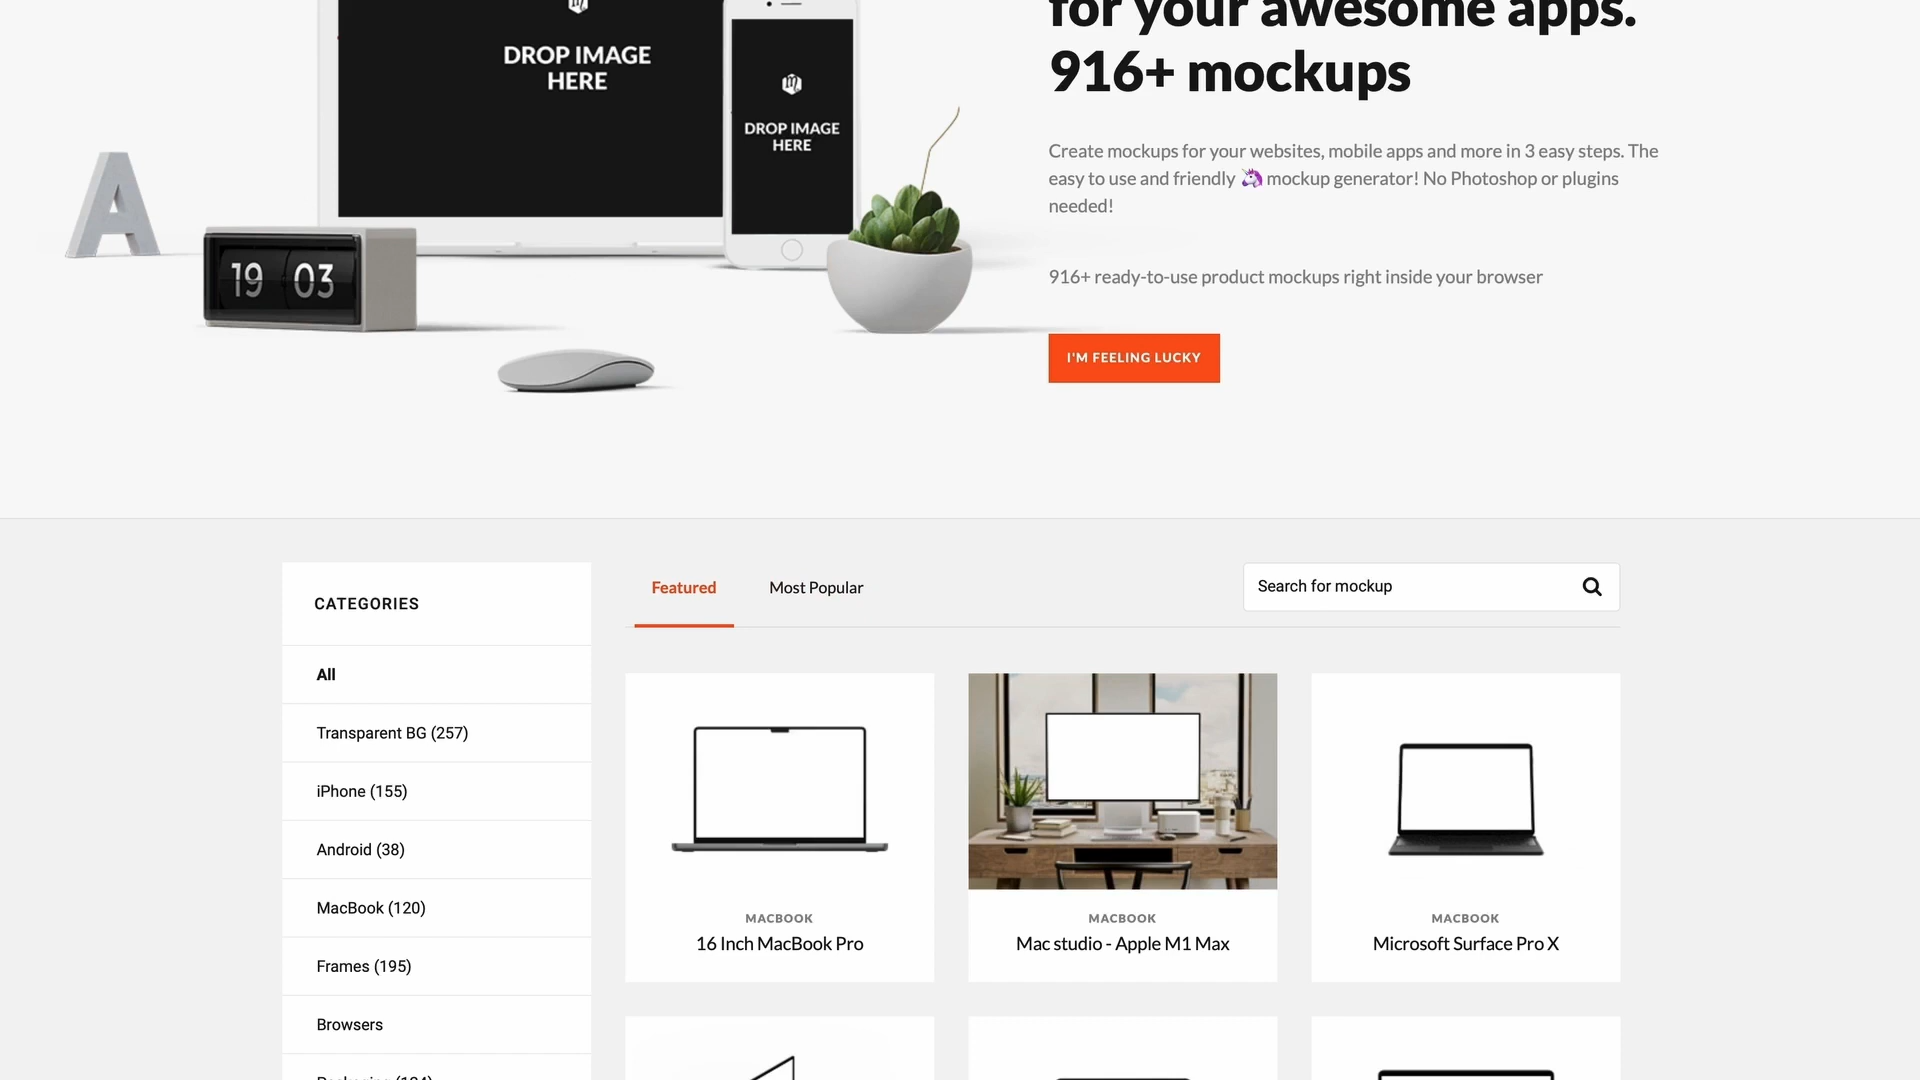 for your awesome apps.
916+ mockups
DROP IMAGE
HERE
DROP IMAGE
HERE
Create mockups for your websites, mobile apps and more in 3 easy steps. The
easy to use and friendly 🦄 mockup generator! No Photoshop or plugins
needed!
A
19 03
916+ ready-to-use product mockups right inside your browser
I'M FEELING LUCKY
CATEGORIES
All
Transparent BG (257)
iPhone (155)
Android (38)
MacBook (120)
Frames (195)
Browsers
Featured
Most Popular
Search for mockup
MACBOOK
16 Inch MacBook Pro
MACBOOK
Mac studio - Apple M1 Max
MACBOOK
Microsoft Surface Pro X